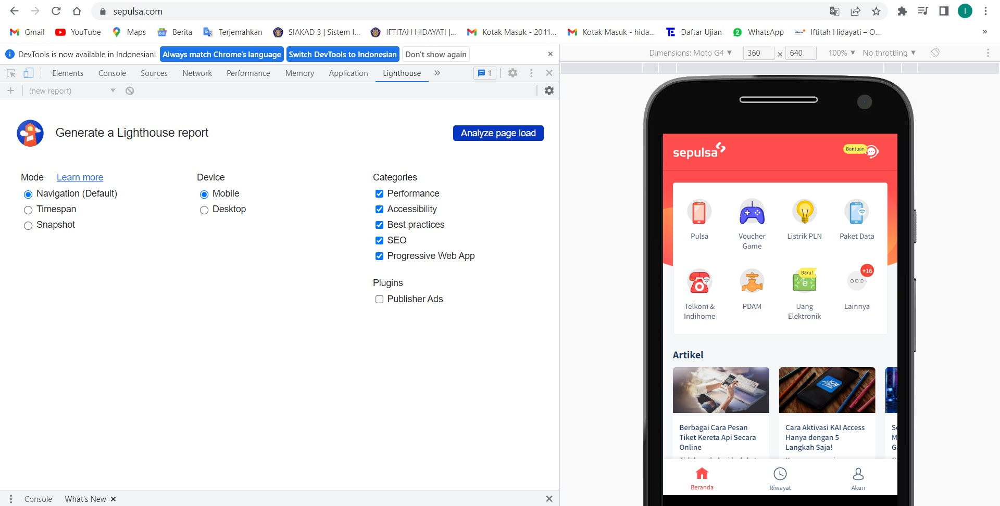 sepulsa.com
I
Gmail YouTube Maps Berita Terjemahkan SIAKAD 3 | Sistem I... IFTITAH HIDAYATI |... Kotak Masuk - 2041... Kotak Masuk - hida... Daftar Ujian 2 WhatsApp Iftitah Hidayati – O... »
DevTools is now available in Indonesian! Always match Chrome's language Switch DevTools to Indonesian Don't show again ×
Dimensions: Moto G4 ▼ 360 × 640 100% ▼ No throttling ▼
Elements Console Sources Network Performance Memory Application Lighthouse » 1
(new report)
Generate a Lighthouse report
Analyze page load
Mode Learn more
Navigation (Default)
Timespan
Snapshot
Device
Mobile
Desktop
Categories
Performance
Accessibility
Best practices
SEO
Progressive Web App
Plugins
Publisher Ads
Console What's New ×
sepulsa
Bantuan
Pulsa
Voucher
Game
Listrik PLN
Paket Data
Telkom &
Indihome
PDAM
Baru!
Uang
Elektronik
+16
Lainnya
Artikel
KAI
Access
Berbagai Cara Pesan
Tiket Kereta Api Secara
Online
Cara Aktivasi KAI Access
Hanya dengan 5
Langkah Saja!
Beranda
Riwayat
Akun